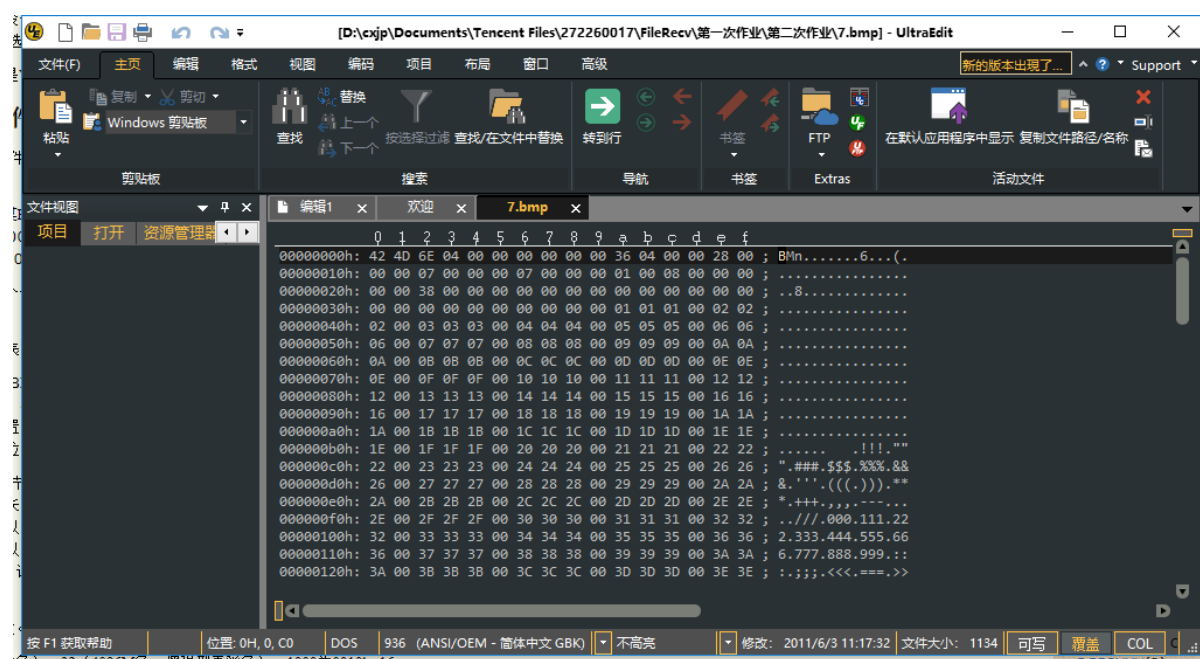 [D:\cxjp\Documents\Tencent Files\272260017\FileRecv\第一次作业\第二次作业\7.bmp] - UltraEdit
文件(F) 主页 编辑 格式 视图 编码 项目 布局 窗口 高级 新的版本出現了... Support
粘贴 复制 剪切 Windows 剪贴板 查找 替换 上一个 下一个 按选择过滤 查找/在文件中替换 转到行 书签 FTP 在默认应用程序中显示 复制文件路径/名称
剪贴板 搜索 导航 书签 Extras 活动文件
文件视图 编辑1 欢迎 7.bmp
项目 打开 资源管理器
0 1 2 3 4 5 6 7 8 9 a b c d e f
00000000h: 42 4D 6E 04 00 00 00 00 00 00 36 04 00 00 28 00 ; BMn.......6...(.
00000010h: 00 00 07 00 00 00 07 00 00 00 01 00 08 00 00 00 ; ................
00000020h: 00 00 38 00 00 00 00 00 00 00 00 00 00 00 00 00 ; ..8.............
00000030h: 00 00 00 00 00 00 00 00 00 00 01 01 01 00 02 02 ; ................
00000040h: 02 00 03 03 03 00 04 04 04 00 05 05 05 00 06 06 ; ................
00000050h: 06 00 07 07 07 00 08 08 08 00 09 09 09 00 0A 0A ; ................
00000060h: 0A 00 0B 0B 0B 00 0C 0C 0C 00 0D 0D 0D 00 0E 0E ; ................
00000070h: 0E 00 0F 0F 0F 00 10 10 10 00 11 11 11 00 12 12 ; ................
00000080h: 12 00 13 13 13 00 14 14 14 00 15 15 15 00 16 16 ; ................
00000090h: 16 00 17 17 17 00 18 18 18 00 19 19 19 00 1A 1A ; ................
000000a0h: 1A 00 1B 1B 1B 00 1C 1C 1C 00 1D 1D 1D 00 1E 1E ; ................
000000b0h: 1E 00 1F 1F 1F 00 20 20 20 00 21 21 21 00 22 22 ; ......   .!!!.""
000000c0h: 22 00 23 23 23 00 24 24 24 00 25 25 25 00 26 26 ; ".###.$$$.%%%.&&
000000d0h: 26 00 27 27 27 00 28 28 28 00 29 29 29 00 2A 2A ; &.'''.(((.))).**
000000e0h: 2A 00 2B 2B 2B 00 2C 2C 2C 00 2D 2D 2D 00 2E 2E ; *.+++.,,,.---...
000000f0h: 2E 00 2F 2F 2F 00 30 30 30 00 31 31 31 00 32 32 ; ..///.000.111.22
00000100h: 32 00 33 33 33 00 34 34 34 00 35 35 35 00 36 36 ; 2.333.444.555.66
00000110h: 36 00 37 37 37 00 38 38 38 00 39 39 39 00 3A 3A ; 6.777.888.999.::
00000120h: 3A 00 3B 3B 3B 00 3C 3C 3C 00 3D 3D 3D 00 3E 3E ; :.;;;.<<<.===.>>
按 F1 获取帮助 位置: 0H, 0, C0 DOS 936 (ANSI/OEM - 简体中文 GBK) 不高亮 修改: 2011/6/3 11:17:32 文件大小: 1134 可写 覆盖 COL